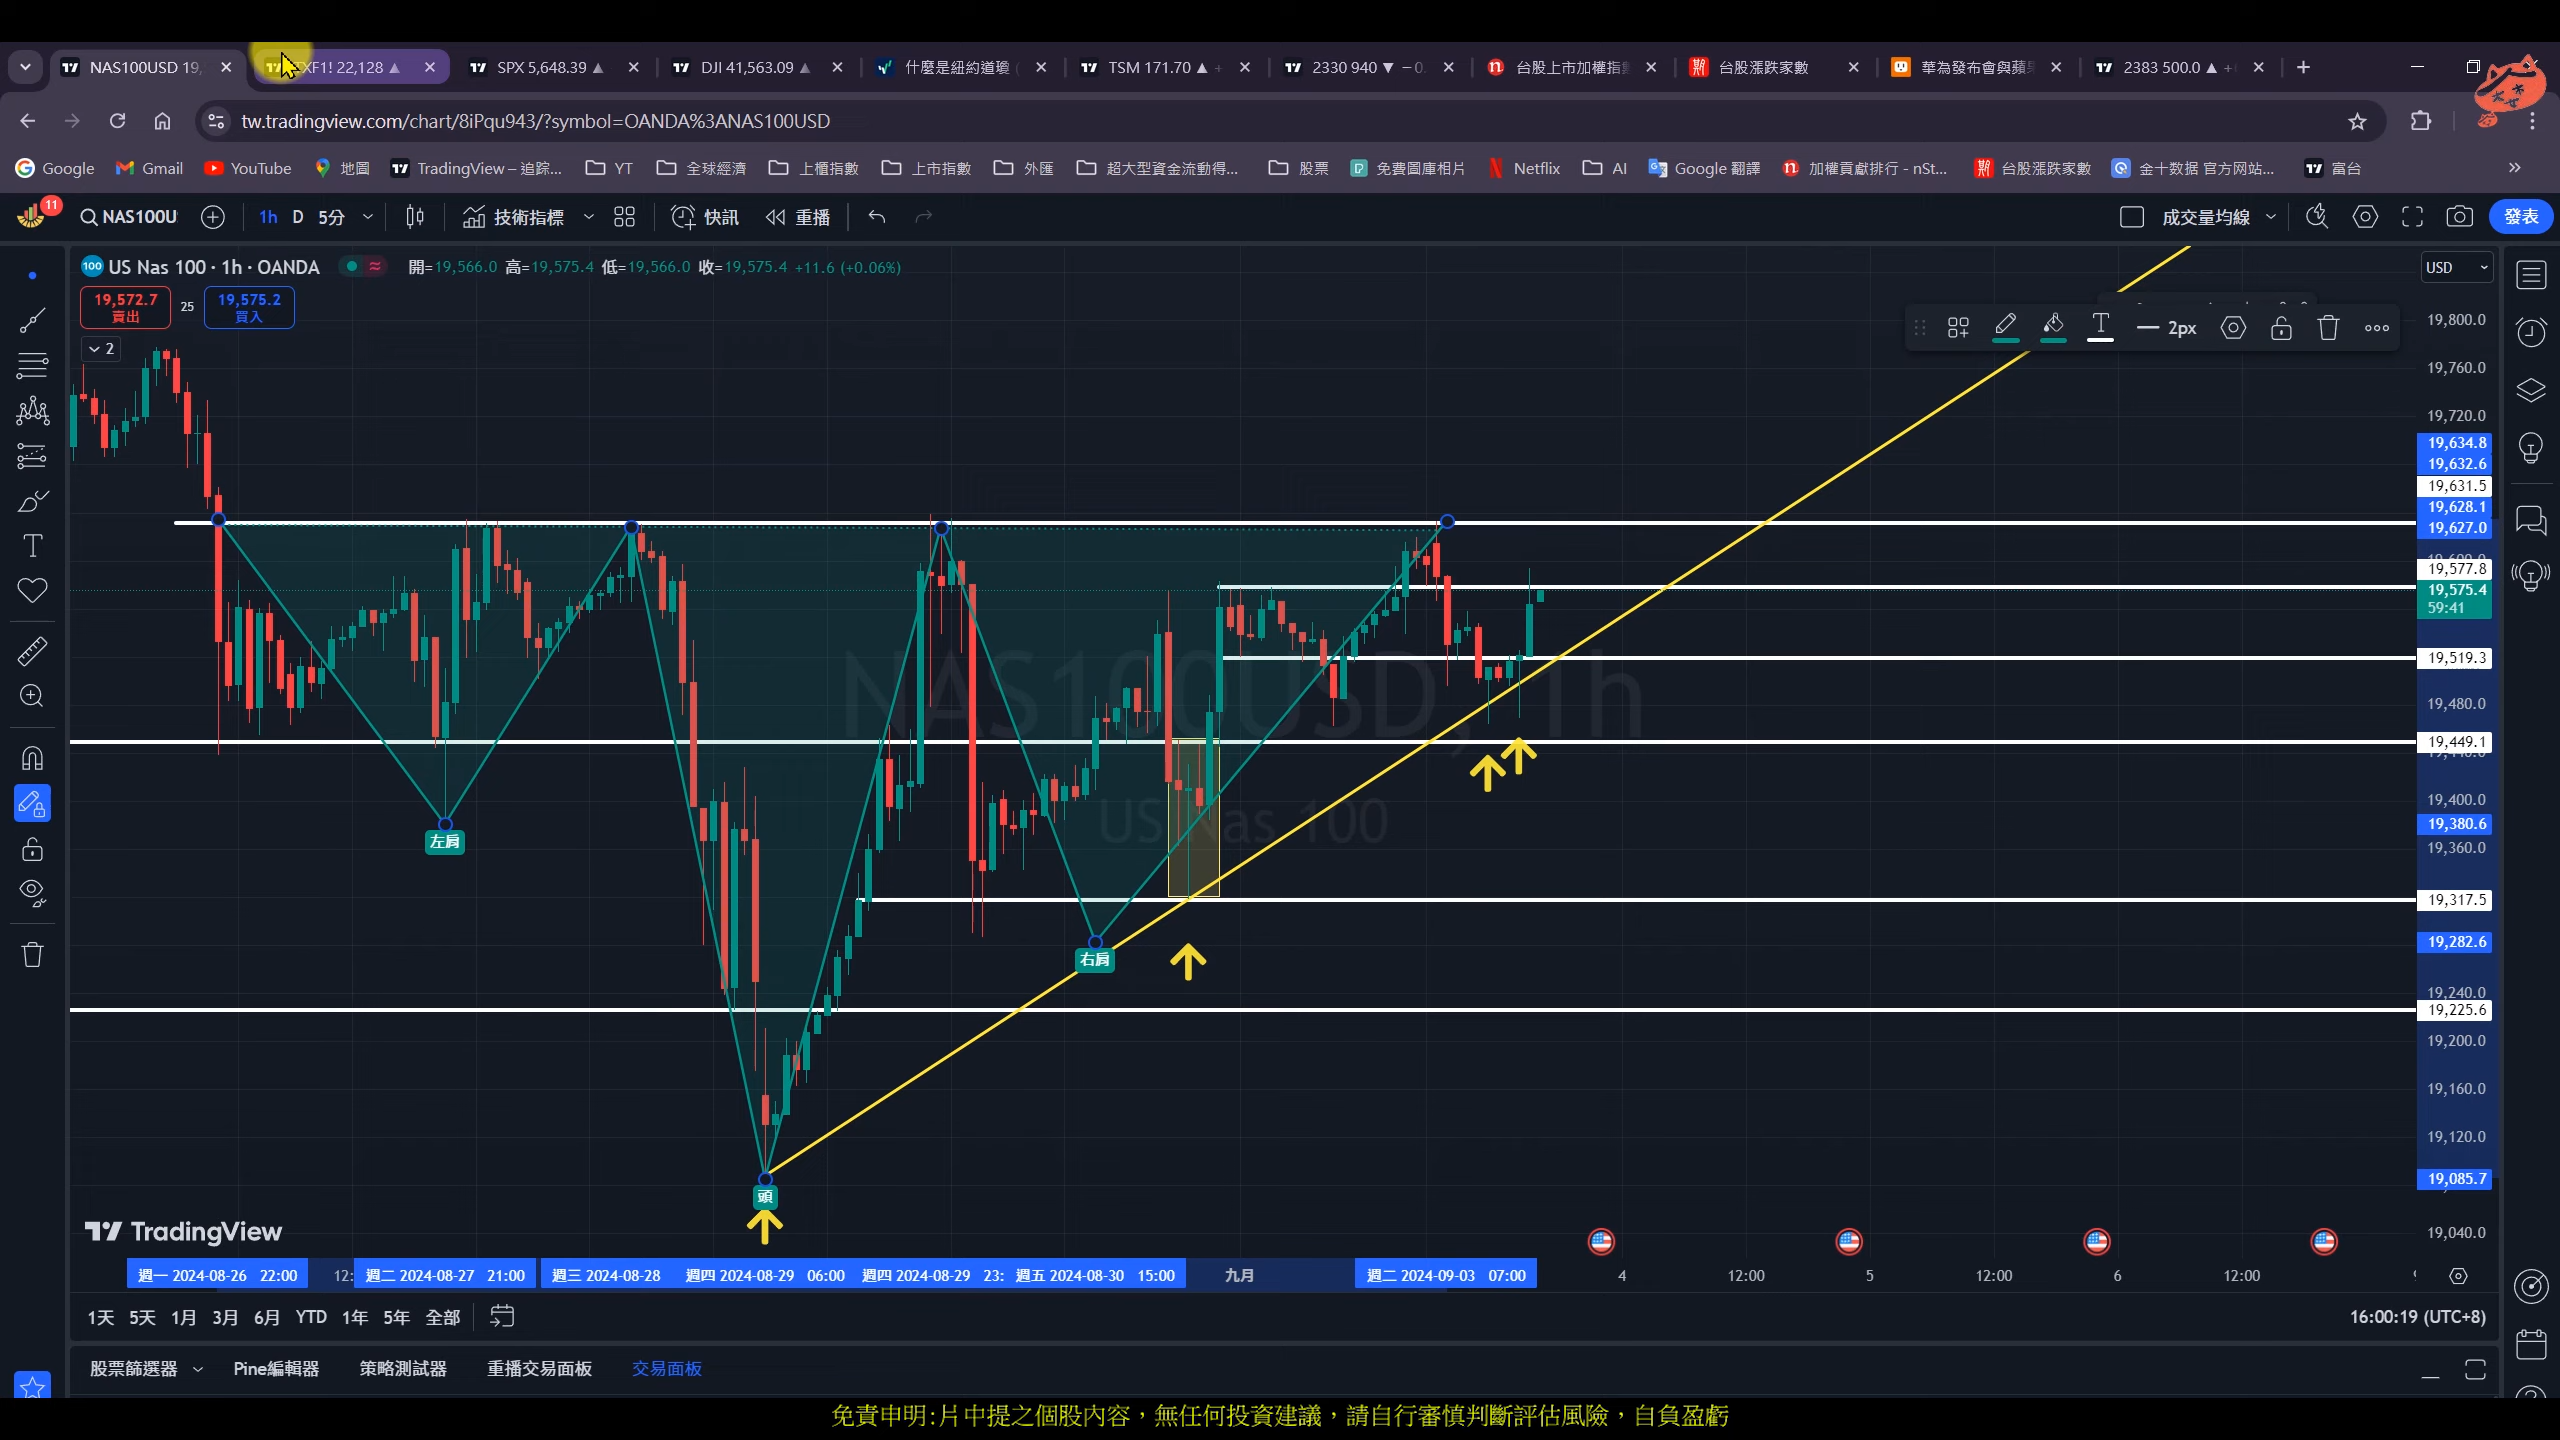 NAS100USD 19,
TXF1! 22,128 ▲
SPX 5,648.39 ▲
DJI 41,563.09 ▲
什麼是紐約道瓊
TSM 171.70 ▲ +
2330 940 ▼ −0
台股上市加權指
台股漲跌家數
華為發布會與蘋
2383 500.0 ▲ +
tw.tradingview.com/chart/8iPqu943/?symbol=OANDA%3ANAS100USD
Google
Gmail
YouTube
地圖
TradingView – 追踪...
YT
全球經濟
上櫃指數
上市指數
外匯
超大型資金流動得...
股票
免費圖庫相片
Netflix
AI
Google 翻譯
加權貢獻排行 - nSt...
台股漲跌家數
金十数据 官方网站...
富台
»
11
NAS100U
1h D 5分
技術指標
快訊
重播
成交量均線
發表
100 US Nas 100 · 1h · OANDA
開=19,566.0 高=19,575.4 低=19,566.0 收=19,575.4 +11.6 (+0.06%)
USD
19,572.7
賣出
25
19,575.2
買入
2
2px
19,800.0
19,760.0
19,720.0
19,634.8
19,632.6
19,631.5
19,628.1
19,627.0
19,600.0
19,577.8
19,575.4
59:41
19,519.3
19,480.0
19,449.1
19,400.0
19,380.6
19,360.0
19,317.5
19,282.6
19,240.0
19,225.6
19,200.0
19,160.0
19,120.0
19,085.7
19,040.0
NAS100USD, 1h
US Nas 100
左肩
右肩
頭
TradingView
週一 2024-08-26 22:00
12:
週二 2024-08-27 21:00
週三 2024-08-28
週四 2024-08-29 06:00
週四 2024-08-29 23:
週五 2024-08-30 15:00
九月
週二 2024-09-03 07:00
4
12:00
5
12:00
6
12:00
1天 5天 1月 3月 6月 YTD 1年 5年 全部
16:00:19 (UTC+8)
股票篩選器
Pine編輯器
策略測試器
重播交易面板
交易面板
免責申明:片中提之個股內容，無任何投資建議，請自行審慎判斷評估風險，自負盈虧